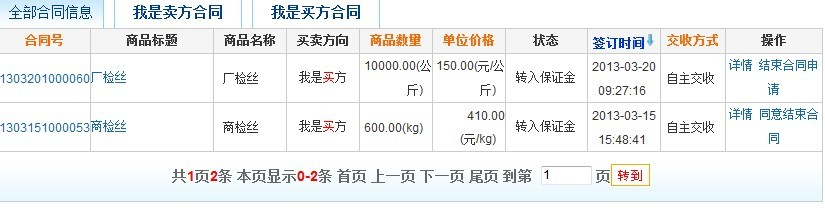 全部合同信息 我是卖方合同 我是买方合同
合同号 商品标题 商品名称 买卖方向 商品数量 单位价格 状态 签订时间 交收方式 操作
1303201000060 厂检丝 厂检丝 我是买方 10000.00(公斤) 150.00(元/公斤) 转入保证金 2013-03-20 09:27:16 自主交收 详情 结束合同申请
1303151000053 商检丝 商检丝 我是买方 600.00(kg) 410.00(元/kg) 转入保证金 2013-03-15 15:48:41 自主交收 详情 同意结束合同
共1页2条 本页显示0-2条 首页 上一页 下一页 尾页 到第 1 页 转到